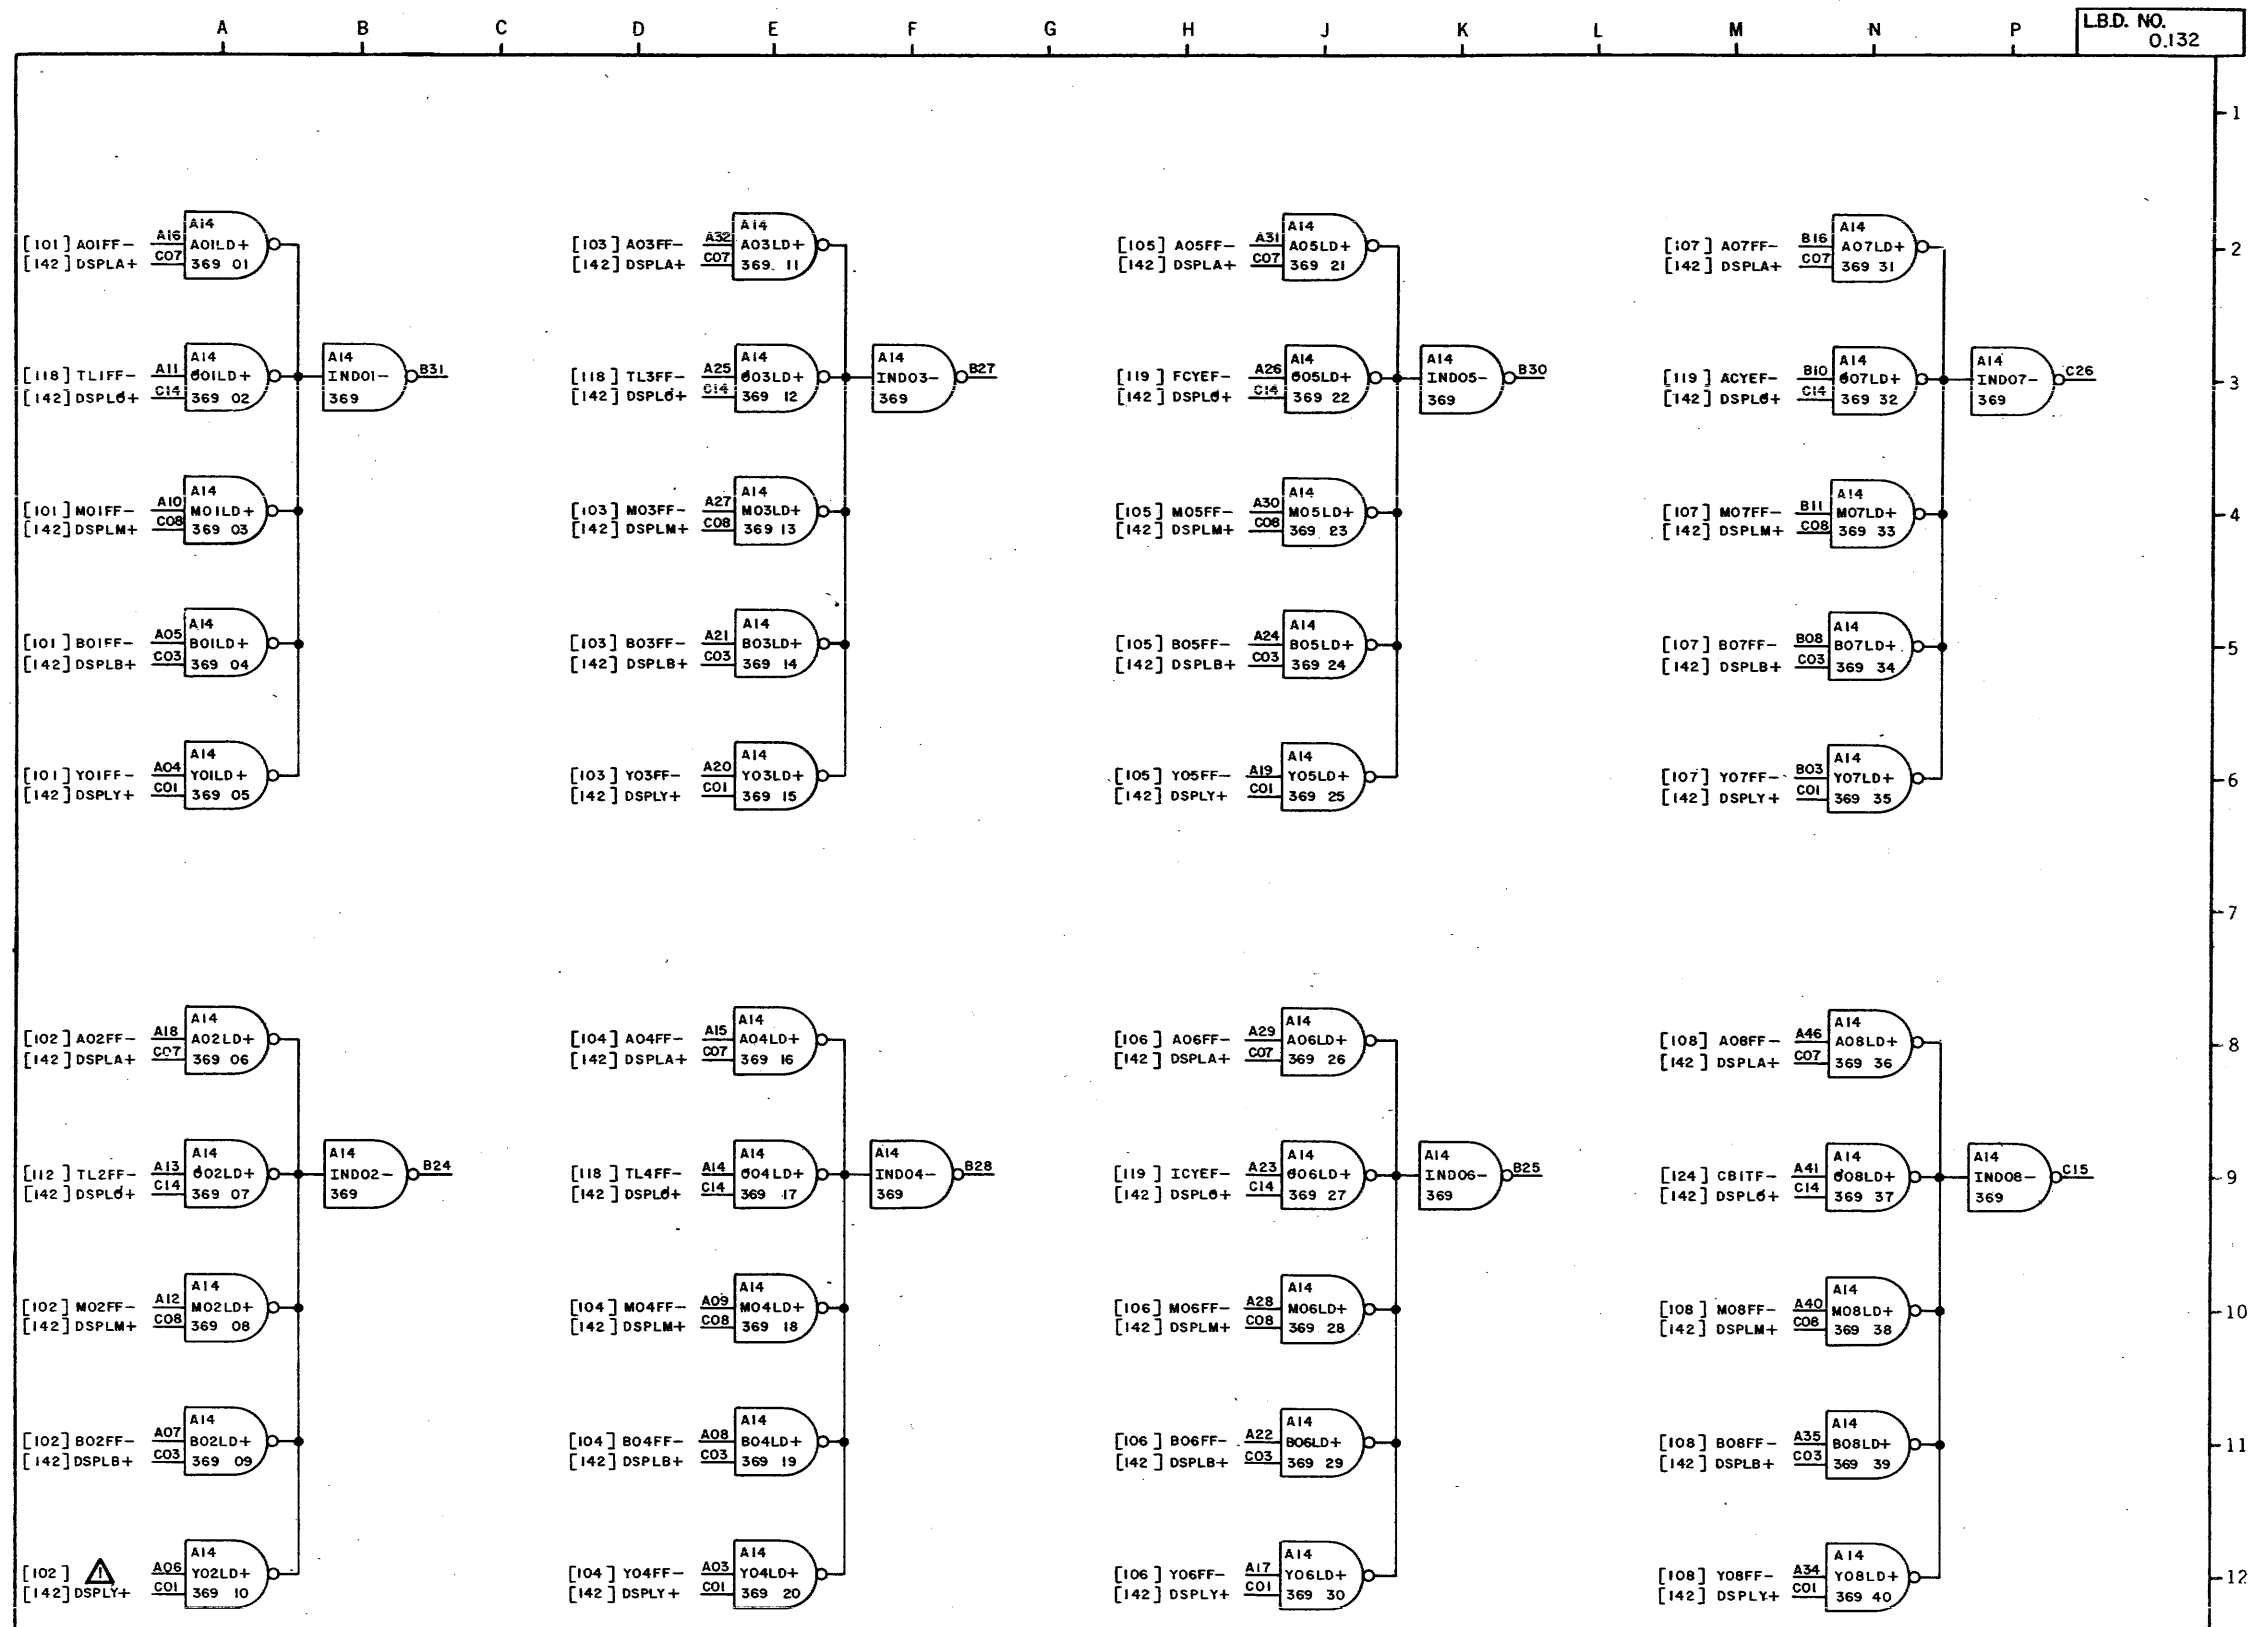 A B C D E F G H J K L M N P
L.B.D. NO.
0.132
1
[101] A01FF- A16 A14
A01LD+
[142] DSPLA+ C07 369 01
[103] A03FF- A32 A14
A03LD+
[142] DSPLA+ C07 369 11
[105] A05FF- A31 A14
A05LD+
[142] DSPLA+ C07 369 21
[107] A07FF- B16 A14
A07LD+
[142] DSPLA+ C07 369 31
2
[118] TL1FF- A11 A14
ϭ01LD+
[142] DSPLϭ+ C14 369 02
A14
IND01- B31
369
[118] TL3FF- A25 A14
ϭ03LD+
[142] DSPLϭ+ C14 369 12
A14
IND03- B27
369
[119] FCYEF- A26 A14
ϭ05LD+
[142] DSPLϭ+ C14 369 22
A14
IND05- B30
369
[119] ACYEF- B10 A14
ϭ07LD+
[142] DSPLϭ+ C14 369 32
A14
IND07- C26
369
3
[101] M01FF- A10 A14
M01LD+
[142] DSPLM+ C08 369 03
[103] M03FF- A27 A14
M03LD+
[142] DSPLM+ C08 369 13
[105] M05FF- A30 A14
M05LD+
[142] DSPLM+ C08 369 23
[107] M07FF- B11 A14
M07LD+
[142] DSPLM+ C08 369 33
4
[101] B01FF- A05 A14
B01LD+
[142] DSPLB+ C03 369 04
[103] B03FF- A21 A14
B03LD+
[142] DSPLB+ C03 369 14
[105] B05FF- A24 A14
B05LD+
[142] DSPLB+ C03 369 24
[107] B07FF- B08 A14
B07LD+
[142] DSPLB+ C03 369 34
5
[101] Y01FF- A04 A14
Y01LD+
[142] DSPLY+ C01 369 05
[103] Y03FF- A20 A14
Y03LD+
[142] DSPLY+ C01 369 15
[105] Y05FF- A19 A14
Y05LD+
[142] DSPLY+ C01 369 25
[107] Y07FF- B03 A14
Y07LD+
[142] DSPLY+ C01 369 35
6
7
[102] A02FF- A18 A14
A02LD+
[142] DSPLA+ C07 369 06
[104] A04FF- A15 A14
A04LD+
[142] DSPLA+ C07 369 16
[106] A06FF- A29 A14
A06LD+
[142] DSPLA+ C07 369 26
[108] A08FF- A46 A14
A08LD+
[142] DSPLA+ C07 369 36
8
[112] TL2FF- A13 A14
ϭ02LD+
[142] DSPLϭ+ C14 369 07
A14
IND02- B24
369
[118] TL4FF- A14 A14
ϭ04LD+
[142] DSPLϭ+ C14 369 17
A14
IND04- B28
369
[119] ICYEF- A23 A14
ϭ06LD+
[142] DSPLϭ+ C14 369 27
A14
IND06- B25
369
[124] CBITF- A41 A14
ϭ08LD+
[142] DSPLϭ+ C14 369 37
A14
IND08- C15
369
9
[102] M02FF- A12 A14
M02LD+
[142] DSPLM+ C08 369 08
[104] M04FF- A09 A14
M04LD+
[142] DSPLM+ C08 369 18
[106] M06FF- A28 A14
M06LD+
[142] DSPLM+ C08 369 28
[108] M08FF- A40 A14
M08LD+
[142] DSPLM+ C08 369 38
10
[102] B02FF- A07 A14
B02LD+
[142] DSPLB+ C03 369 09
[104] B04FF- A08 A14
B04LD+
[142] DSPLB+ C03 369 19
[106] B06FF- A22 A14
B06LD+
[142] DSPLB+ C03 369 29
[108] B08FF- A35 A14
B08LD+
[142] DSPLB+ C03 369 39
11
[102] 1 A06 A14
Y02LD+
[142] DSPLY+ C01 369 10
[104] Y04FF- A03 A14
Y04LD+
[142] DSPLY+ C01 369 20
[106] Y06FF- A17 A14
Y06LD+
[142] DSPLY+ C01 369 30
[108] Y08FF- A34 A14
Y08LD+
[142] DSPLY+ C01 369 40
12